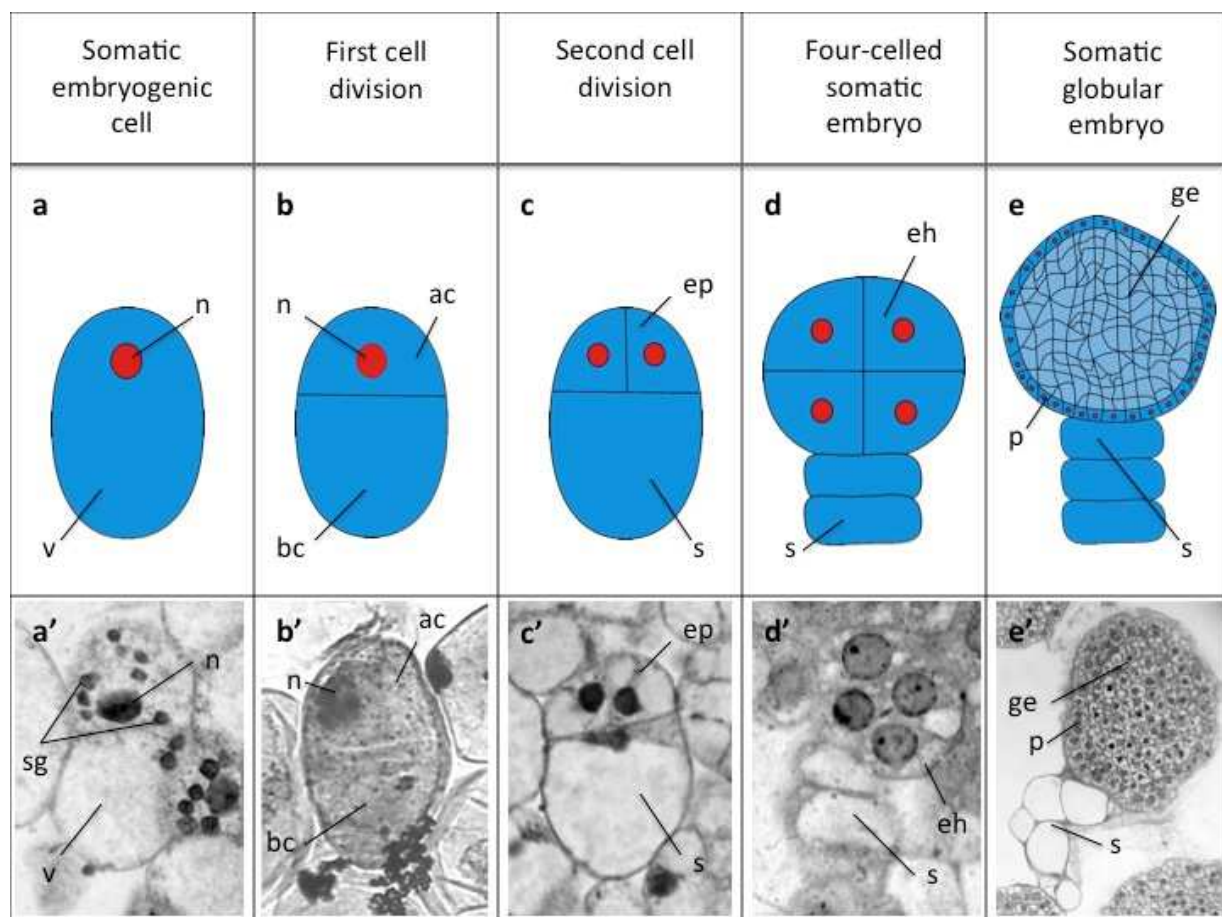 Somatic
embryogenic
cell
First cell
division
Second cell
division
Four-celled
somatic
embryo
Somatic
globular
embryo
a
n
v
b
n
ac
bc
c
ep
s
d
eh
s
e
ge
p
s
a'
n
sg
v
b'
ac
n
bc
c'
ep
s
d'
eh
s
e'
ge
p
s